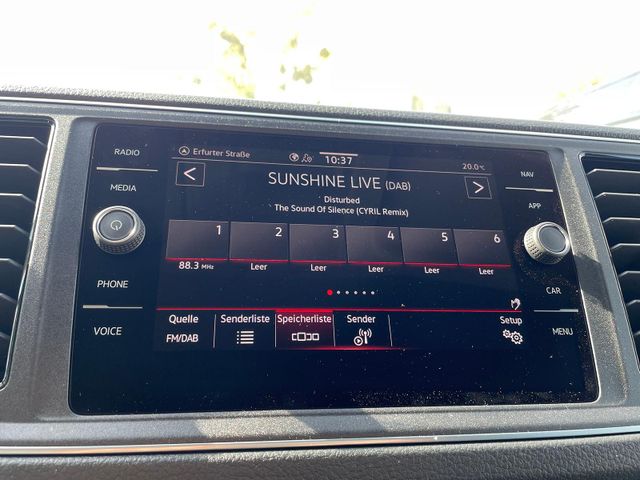 RADIO
MEDIA
PHONE
VOICE
Erfurter Straße
10:37
20.0°C
SUNSHINE LIVE (DAB)
Disturbed
The Sound Of Silence (CYRIL Remix)
1
2
3
4
5
6
88.3 MHz
Leer
Leer
Leer
Leer
Leer
Quelle
FM/DAB
Senderliste
Speicherliste
Sender
Setup
NAV
APP
CAR
MENU